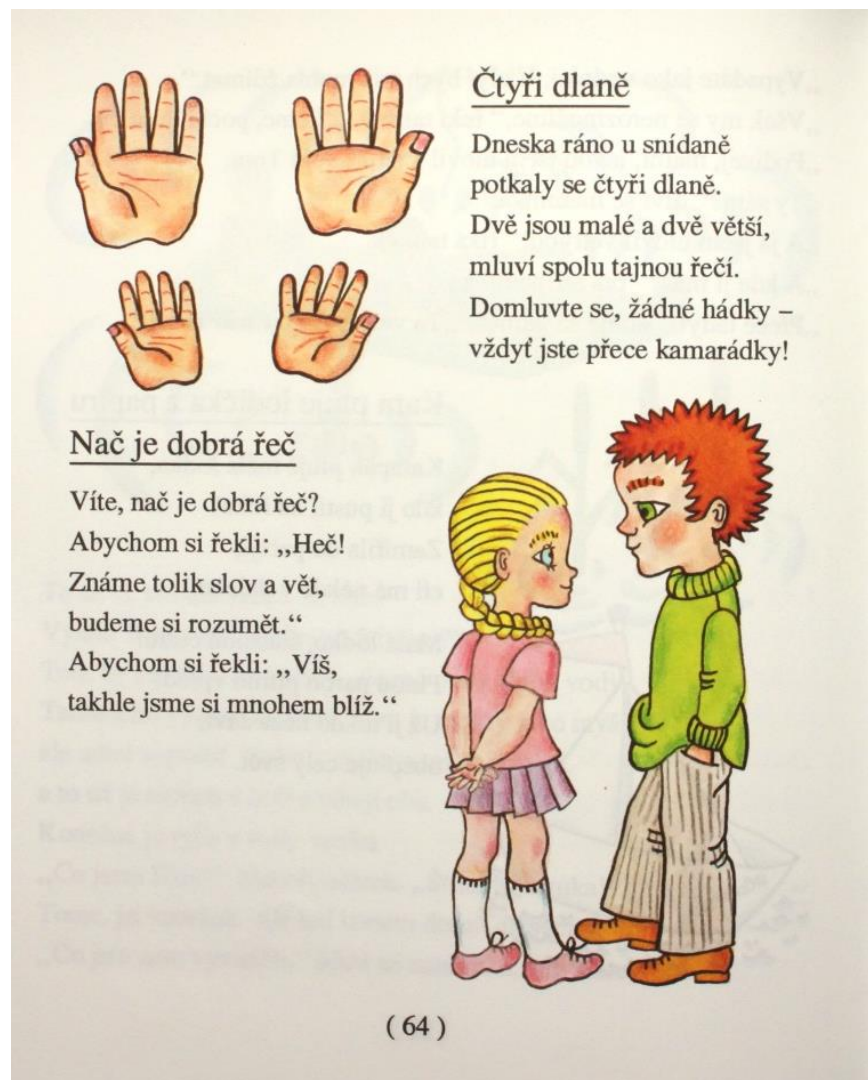 Čtyři dlaně
Dneska ráno u snídaně
potkaly se čtyři dlaně.
Dvě jsou malé a dvě větší,
mluví spolu tajnou řečí.
Domluvte se, žádné hádky –
vždyť jste přece kamarádky!
Nač je dobrá řeč
Víte, nač je dobrá řeč?
Abychom si řekli: ,,Heč!
Známe tolik slov a vět,
budeme si rozumět.“
Abychom si řekli: ,,Víš,
takhle jsme si mnohem blíž.“
( 64 )